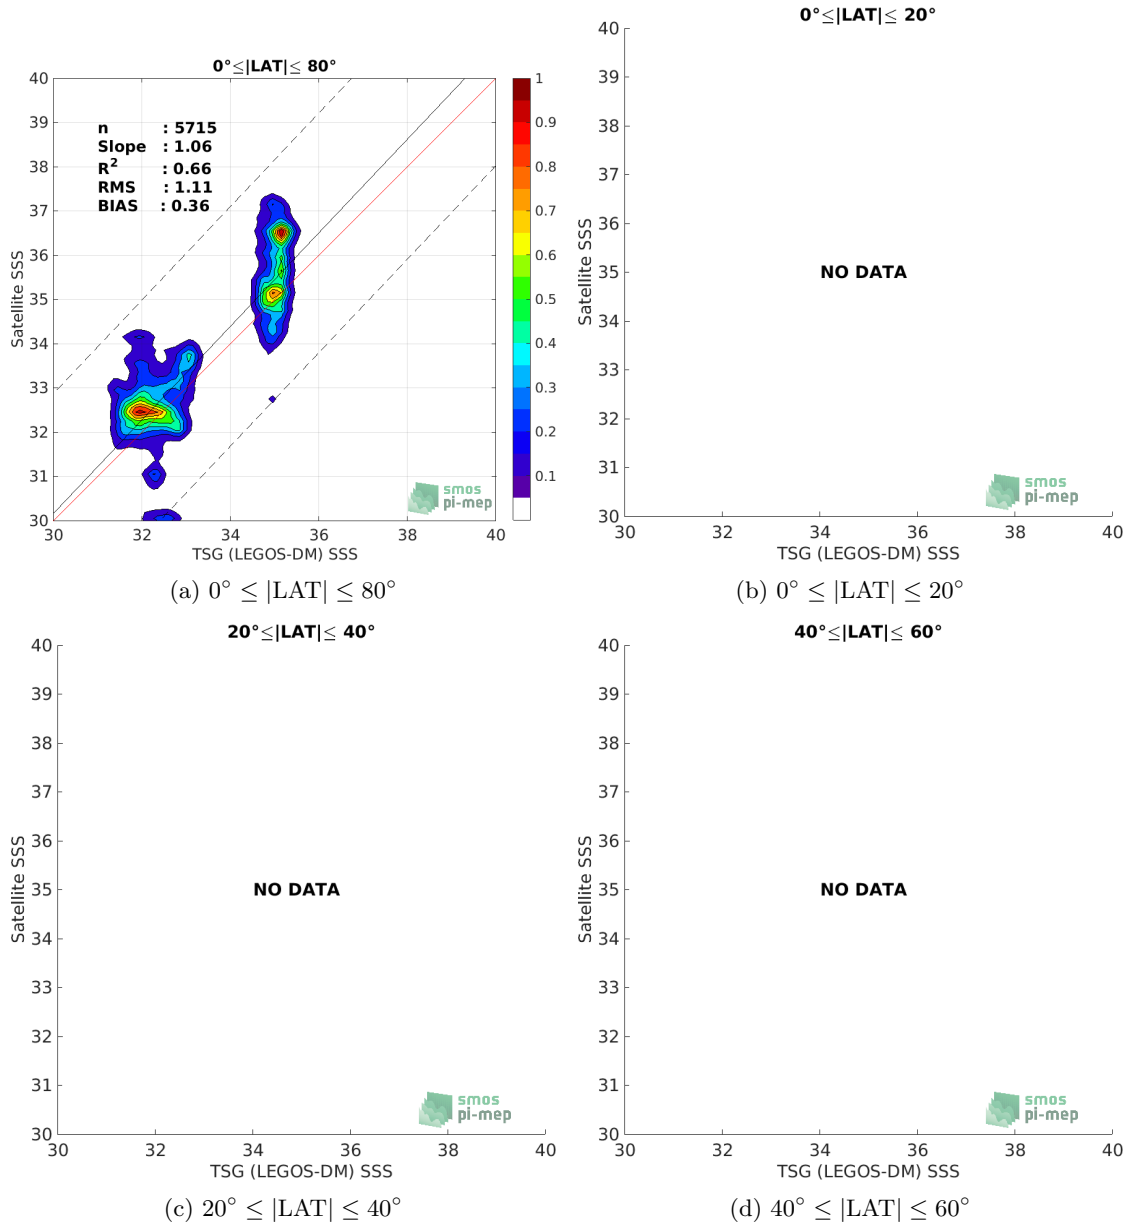 0°≤|LAT|≤ 80°
40
39
38
37
36
35
34
33
32
31
30
Satellite SSS
n : 5715
Slope : 1.06
R² : 0.66
RMS : 1.11
BIAS : 0.36
1
0.9
0.8
0.7
0.6
0.5
0.4
0.3
0.2
0.1
smos
pi-mep
30 32 34 36 38 40
TSG (LEGOS-DM) SSS
(a) 0° ≤ |LAT| ≤ 80°
0°≤|LAT|≤ 20°
40
39
38
37
36
35
34
33
32
31
30
Satellite SSS
NO DATA
smos
pi-mep
30 32 34 36 38 40
TSG (LEGOS-DM) SSS
(b) 0° ≤ |LAT| ≤ 20°
20°≤|LAT|≤ 40°
40
39
38
37
36
35
34
33
32
31
30
Satellite SSS
NO DATA
smos
pi-mep
30 32 34 36 38 40
TSG (LEGOS-DM) SSS
(c) 20° ≤ |LAT| ≤ 40°
40°≤|LAT|≤ 60°
40
39
38
37
36
35
34
33
32
31
30
Satellite SSS
NO DATA
smos
pi-mep
30 32 34 36 38 40
TSG (LEGOS-DM) SSS
(d) 40° ≤ |LAT| ≤ 60°